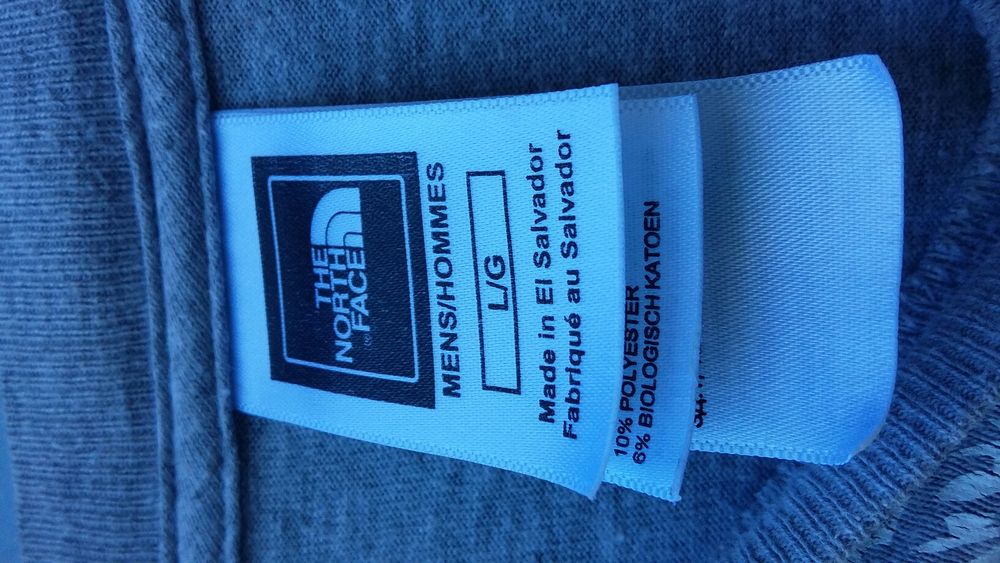 THE
NORTH
FACE
MENS/HOMMES
L/G
Made in El Salvador
Fabriqué au Salvador
10% POLYESTER
6% BIOLOGISCH KATOEN